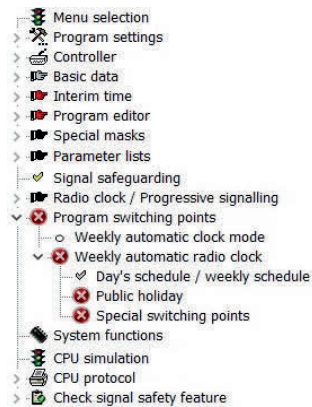 Menu selection
Program settings
Controller
Basic data
Interim time
Program editor
Special masks
Parameter lists
Signal safeguarding
Radio clock / Progressive signalling
Program switching points
Weekly automatic clock mode
Weekly automatic radio clock
Day's schedule / weekly schedule
Public holiday
Special switching points
System functions
CPU simulation
CPU protocol
Check signal safety feature